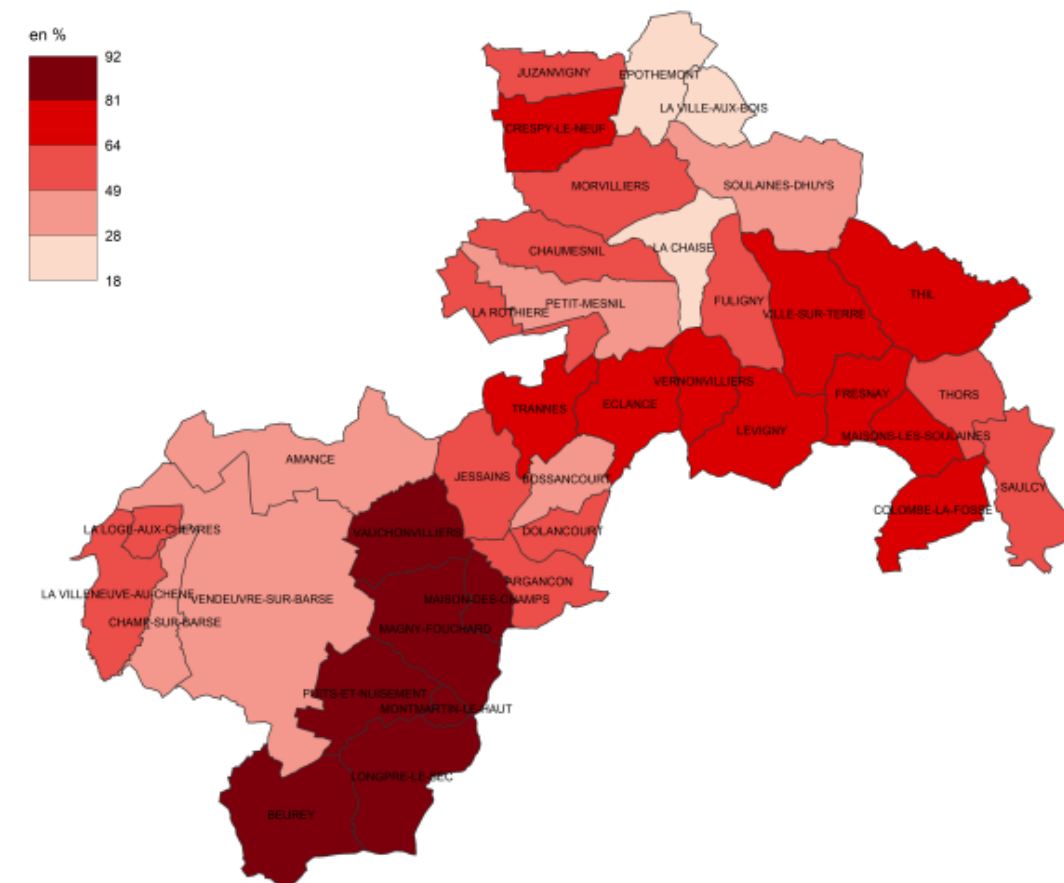 en %
92
81
64
49
28
18
JUZANVIGNY
EPOTHEMONT
LA VILLE-AUX-BOIS
CRESPY-LE-NEUF
MORVILLIERS
SOULAINES-DHUYS
CHAUMESNIL
LA CHAISE
THIL
PETIT-MESNIL
FULIGNY
LA ROTHIERE
VILLE-SUR-TERRE
VERNONVILLIERS
FRESNAY
THORS
TRANNES
ECLANCE
LEVIGNY
MAISONS-LES-SOULAINES
AMANCE
JESSAINS
BOSSANCOURT
SAULCY
COLOMBE-LA-FOSSE
LA LOGE-AUX-CHEVRES
VAUCHONVILLIERS
DOLANCOURT
ARGANCON
LA VILLENEUVE-AU-CHENE
VENDEUVRE-SUR-BARSE
MAISON-DES-CHAMPS
CHAMP-SUR-BARSE
MAGNY-FOUCHARD
PUITS-ET-NUISEMENT
MONTMARTIN-LE-HAUT
LONGPRE-LE-SEC
BEUREY